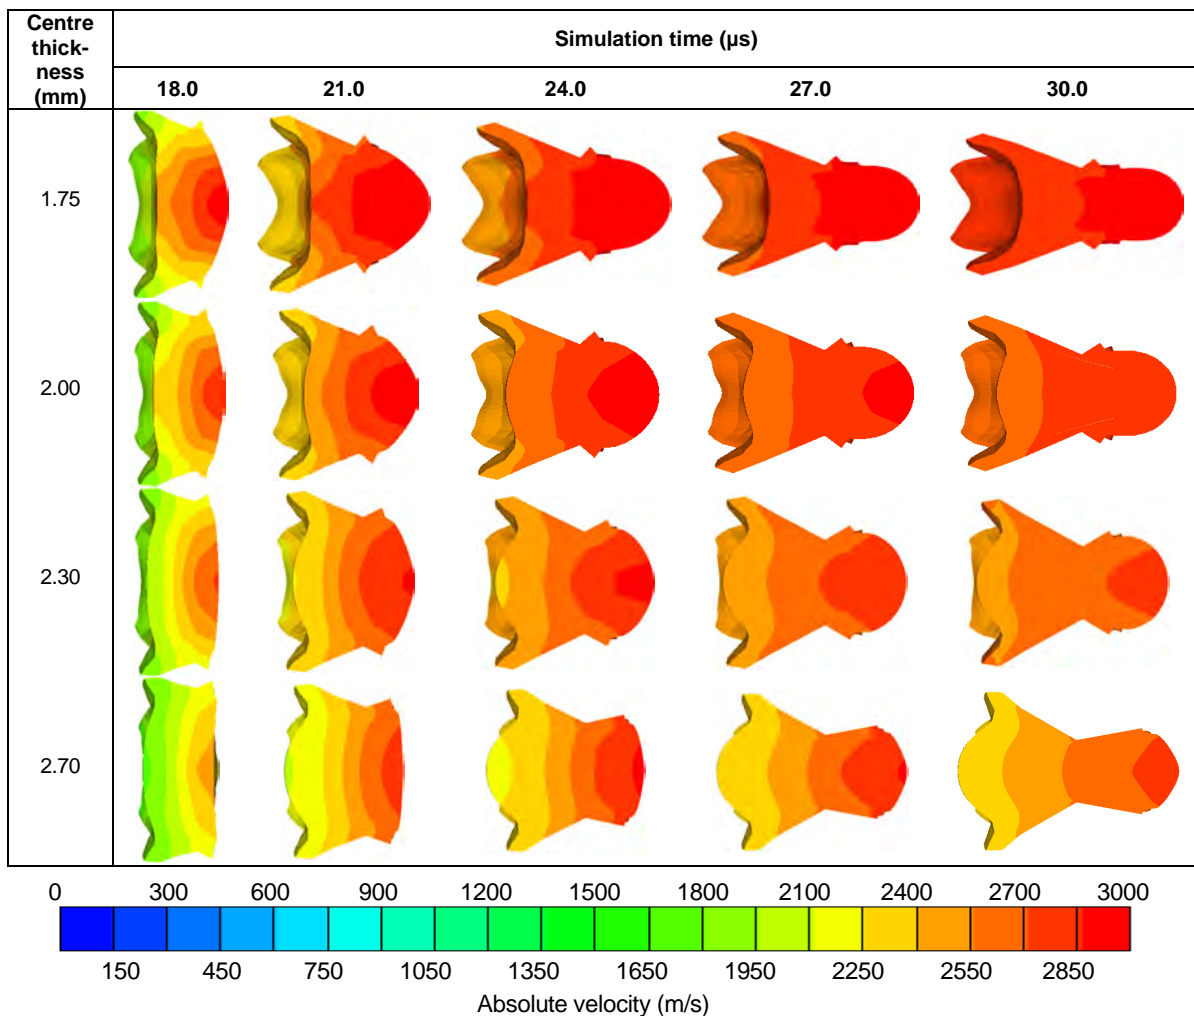 Centre
thick-
ness
(mm)
Simulation time (µs)
18.0 21.0 24.0 27.0 30.0
1.75
2.00
2.30
2.70
0 300 600 900 1200 1500 1800 2100 2400 2700 3000
150 450 750 1050 1350 1650 1950 2250 2550 2850
Absolute velocity (m/s)